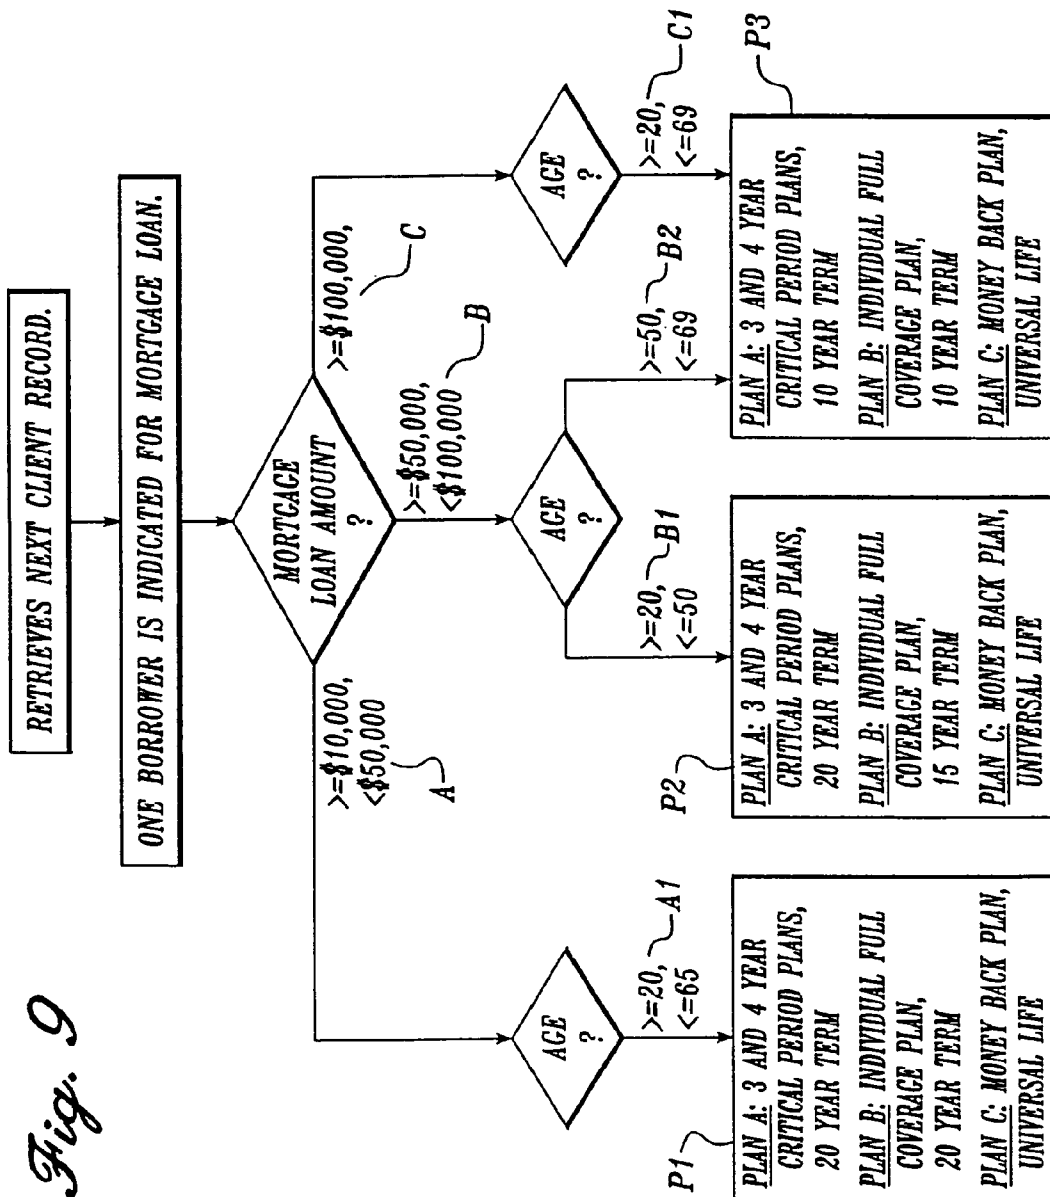 Fig. 9
RETRIEVES NEXT CLIENT RECORD.
ONE BORROWER IS INDICATED FOR MORTGAGE LOAN.
MORTGAGE
LOAN AMOUNT
?
>=$10,000,
<$50,000
A
>=$50,000,
<$100,000
B
>=$100,000,
C
AGE
?
>=20,
<=65
A1
AGE
?
>=20,
<=50
B1
>=50,
<=69
B2
AGE
?
>=20,
<=69
C1
P1
PLAN A: 3 AND 4 YEAR
CRITICAL PERIOD PLANS,
20 YEAR TERM
PLAN B: INDIVIDUAL FULL
COVERAGE PLAN,
20 YEAR TERM
PLAN C: MONEY BACK PLAN,
UNIVERSAL LIFE
P2
PLAN A: 3 AND 4 YEAR
CRITICAL PERIOD PLANS,
20 YEAR TERM
PLAN B: INDIVIDUAL FULL
COVERAGE PLAN,
15 YEAR TERM
PLAN C: MONEY BACK PLAN,
UNIVERSAL LIFE
P3
PLAN A: 3 AND 4 YEAR
CRITICAL PERIOD PLANS,
10 YEAR TERM
PLAN B: INDIVIDUAL FULL
COVERAGE PLAN,
10 YEAR TERM
PLAN C: MONEY BACK PLAN,
UNIVERSAL LIFE